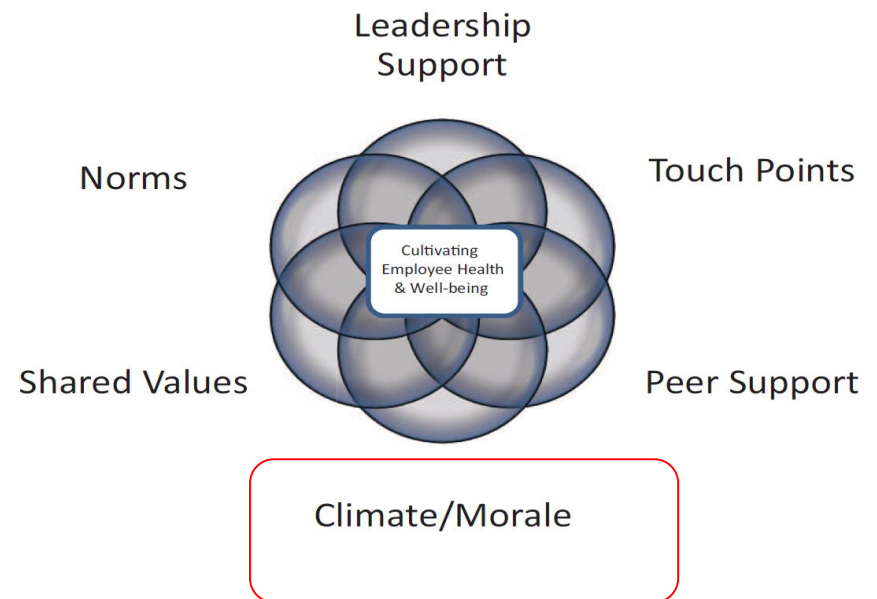 Leadership
Support
Norms
Touch Points
Cultivating
Employee Health
& Well-being
Shared Values
Peer Support
Climate/Morale